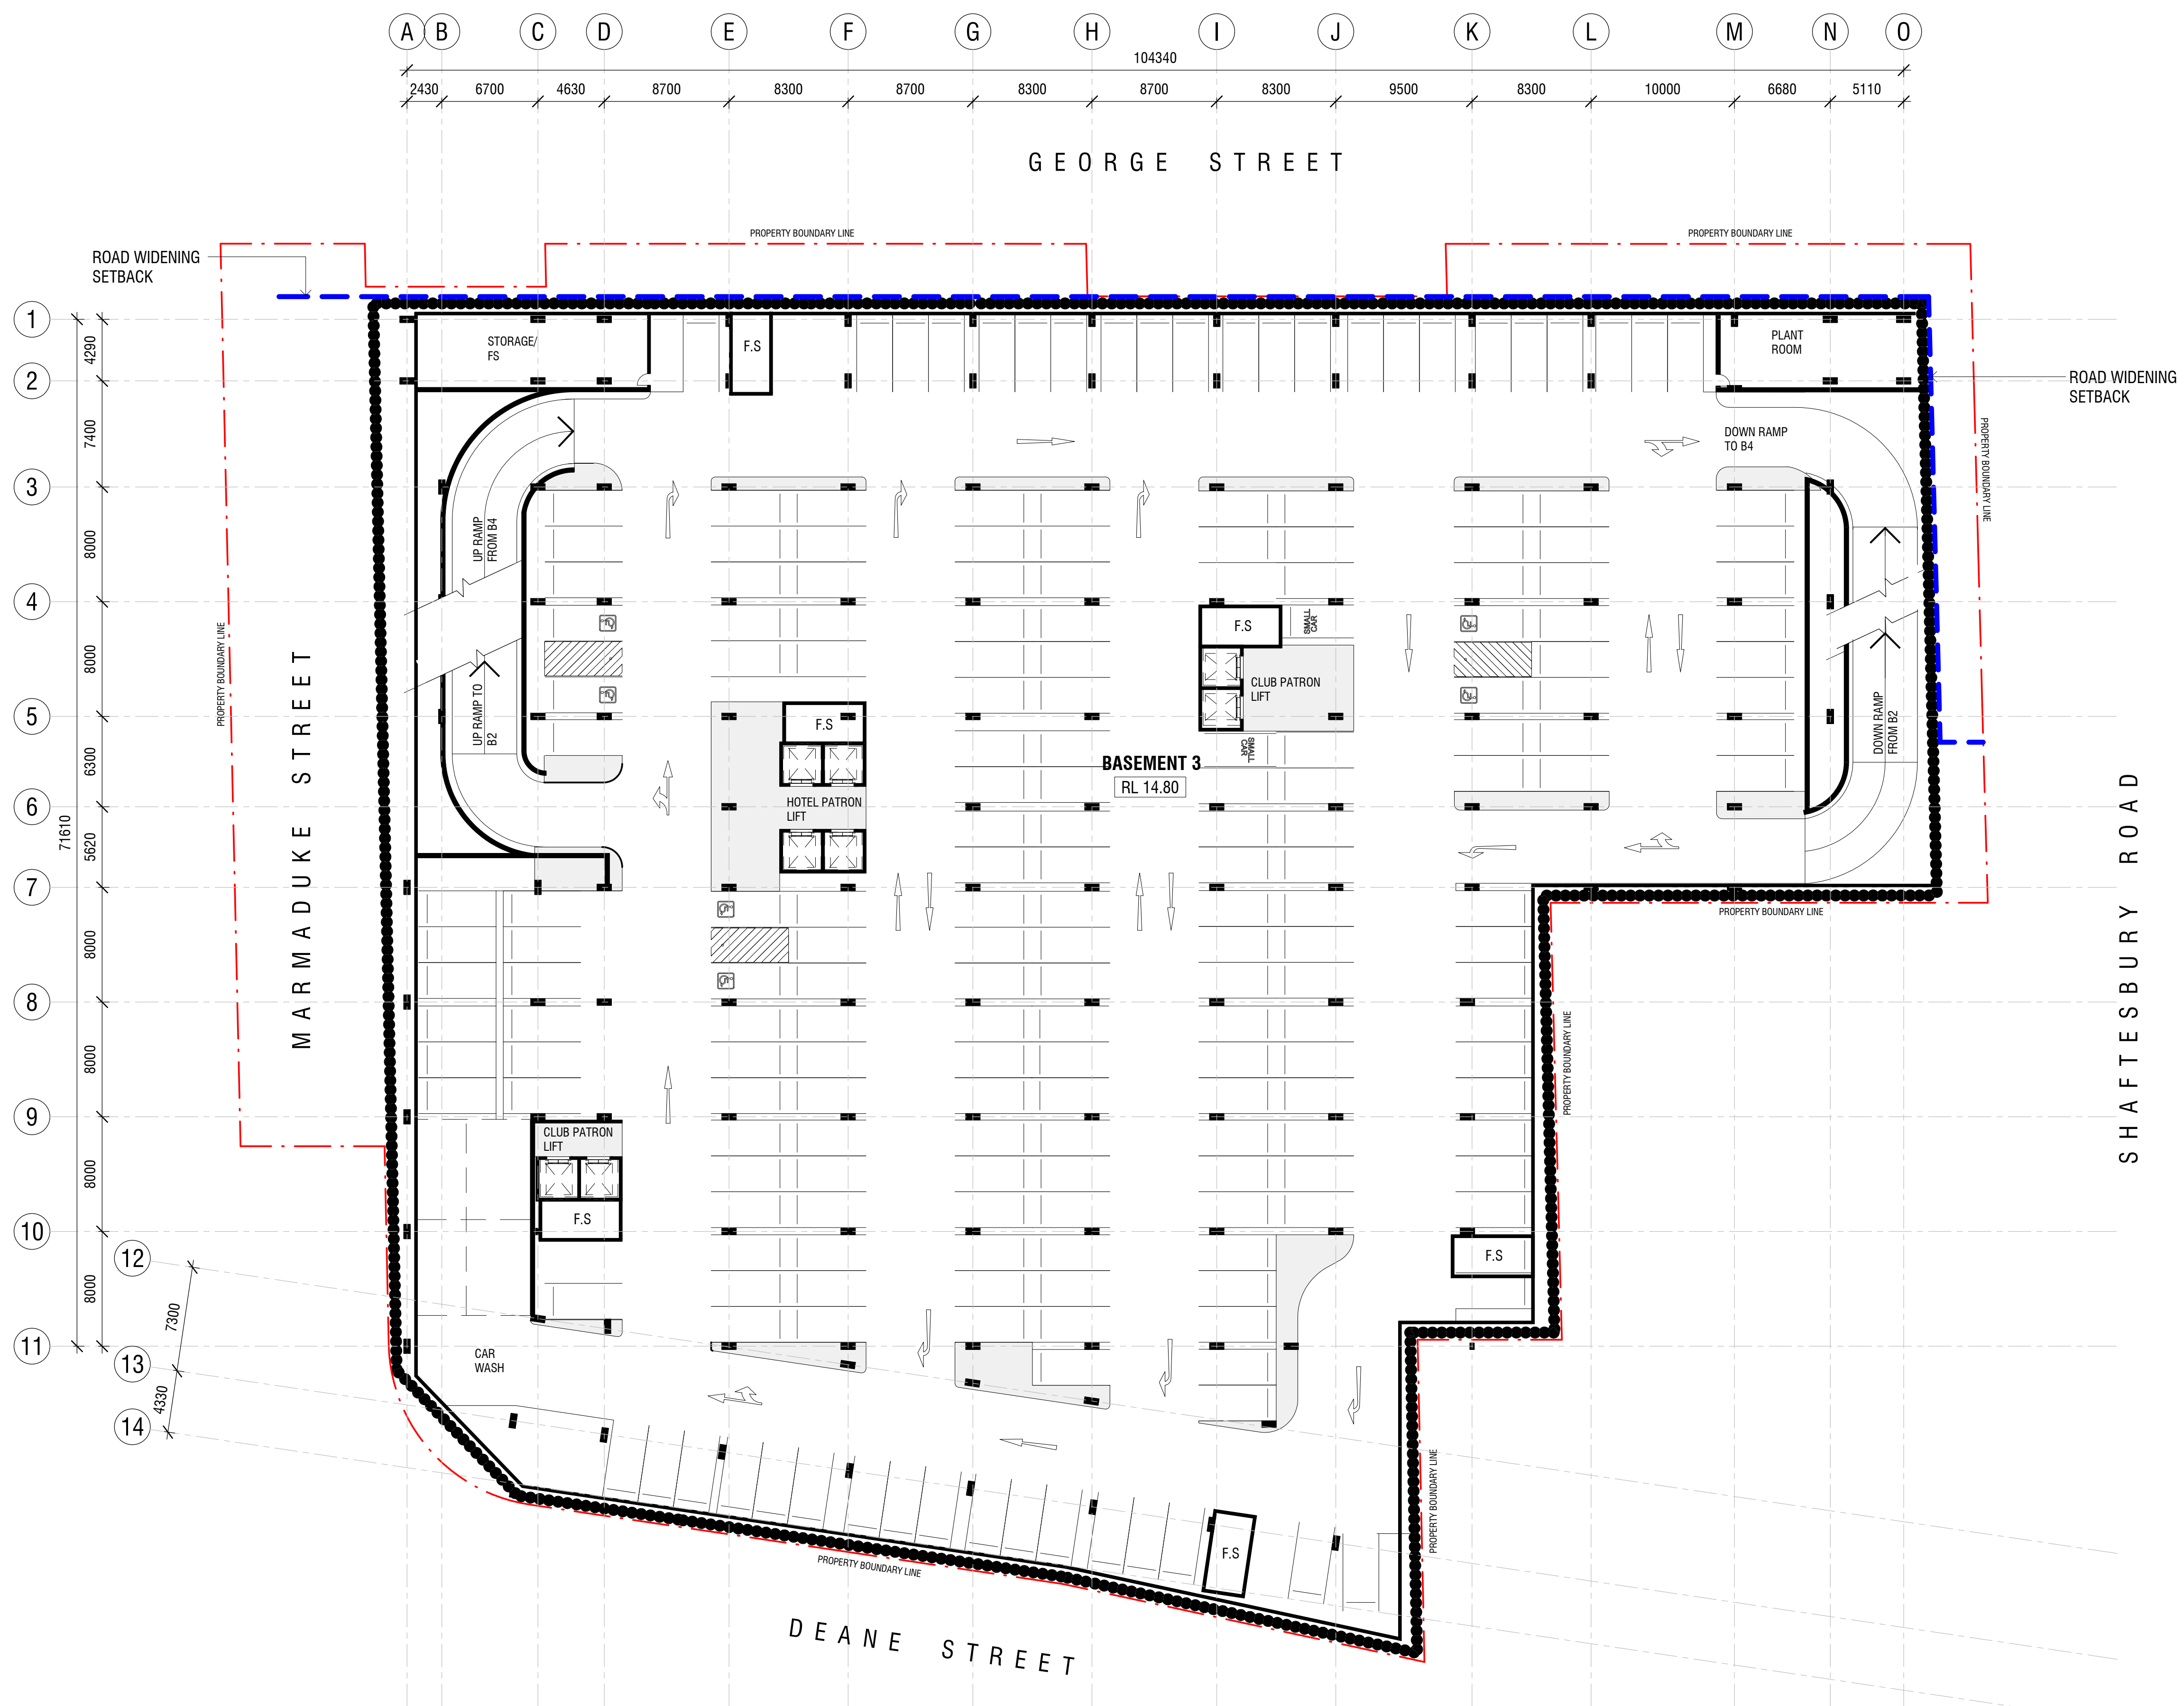 A B C D E F G H I J K L M N O
104340
2430 6700 4630 8700 8300 8700 8300 8700 8300 9500 8300 10000 6680 5110
GEORGE STREET
PROPERTY BOUNDARY LINE
PROPERTY BOUNDARY LINE
ROAD WIDENING
SETBACK
1
2
3
4
5
6
7
8
9
10
11
12
13
14
4290
7400
8000
8000
6300
5620
8000
8000
8000
8000
71610
7300
4330
STORAGE/
FS
F.S
PLANT
ROOM
ROAD WIDENING
SETBACK
DOWN RAMP
TO B4
PROPERTY BOUNDARY LINE
UP RAMP
FROM B4
PROPERTY BOUNDARY LINE
MARMADUKE STREET
F.S
SMALL
CAR
CLUB PATRON
LIFT
UP RAMP TO
B2
F.S
SMALL
CAR
DOWN RAMP
FROM B2
BASEMENT 3
RL 14.80
HOTEL PATRON
LIFT
SHAFTESBURY ROAD
PROPERTY BOUNDARY LINE
PROPERTY BOUNDARY LINE
CLUB PATRON
LIFT
F.S
F.S
CAR
WASH
PROPERTY BOUNDARY LINE
F.S
PROPERTY BOUNDARY LINE
DEANE STREET